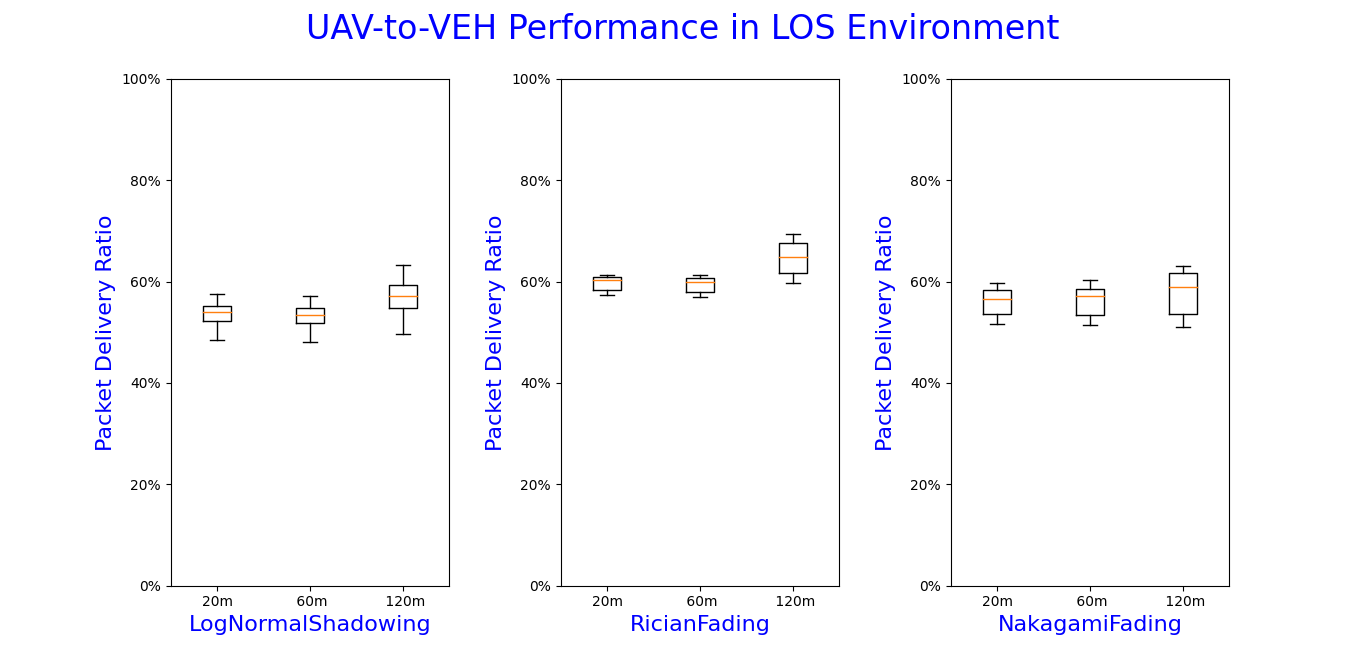 UAV-to-VEH Performance in LOS Environment
Packet Delivery Ratio
100%
80%
60%
40%
20%
0%
20m 60m 120m
LogNormalShadowing
Packet Delivery Ratio
100%
80%
60%
40%
20%
0%
20m 60m 120m
RicianFading
Packet Delivery Ratio
100%
80%
60%
40%
20%
0%
20m 60m 120m
NakagamiFading